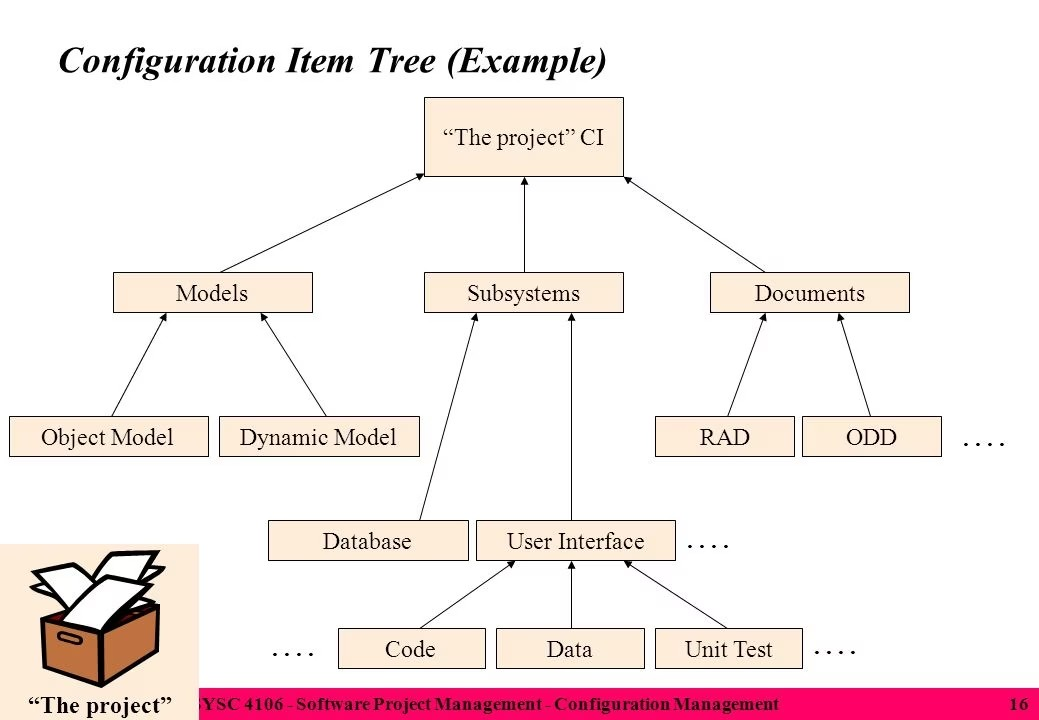 Configuration Item Tree (Example)
“The project” CI
Models
Subsystems
Documents
Object Model
Dynamic Model
RAD
ODD
. . . .
Database
User Interface
. . . .
. . . .
Code
Data
Unit Test
. . . .
“The project”
SYSC 4106 - Software Project Management - Configuration Management
16